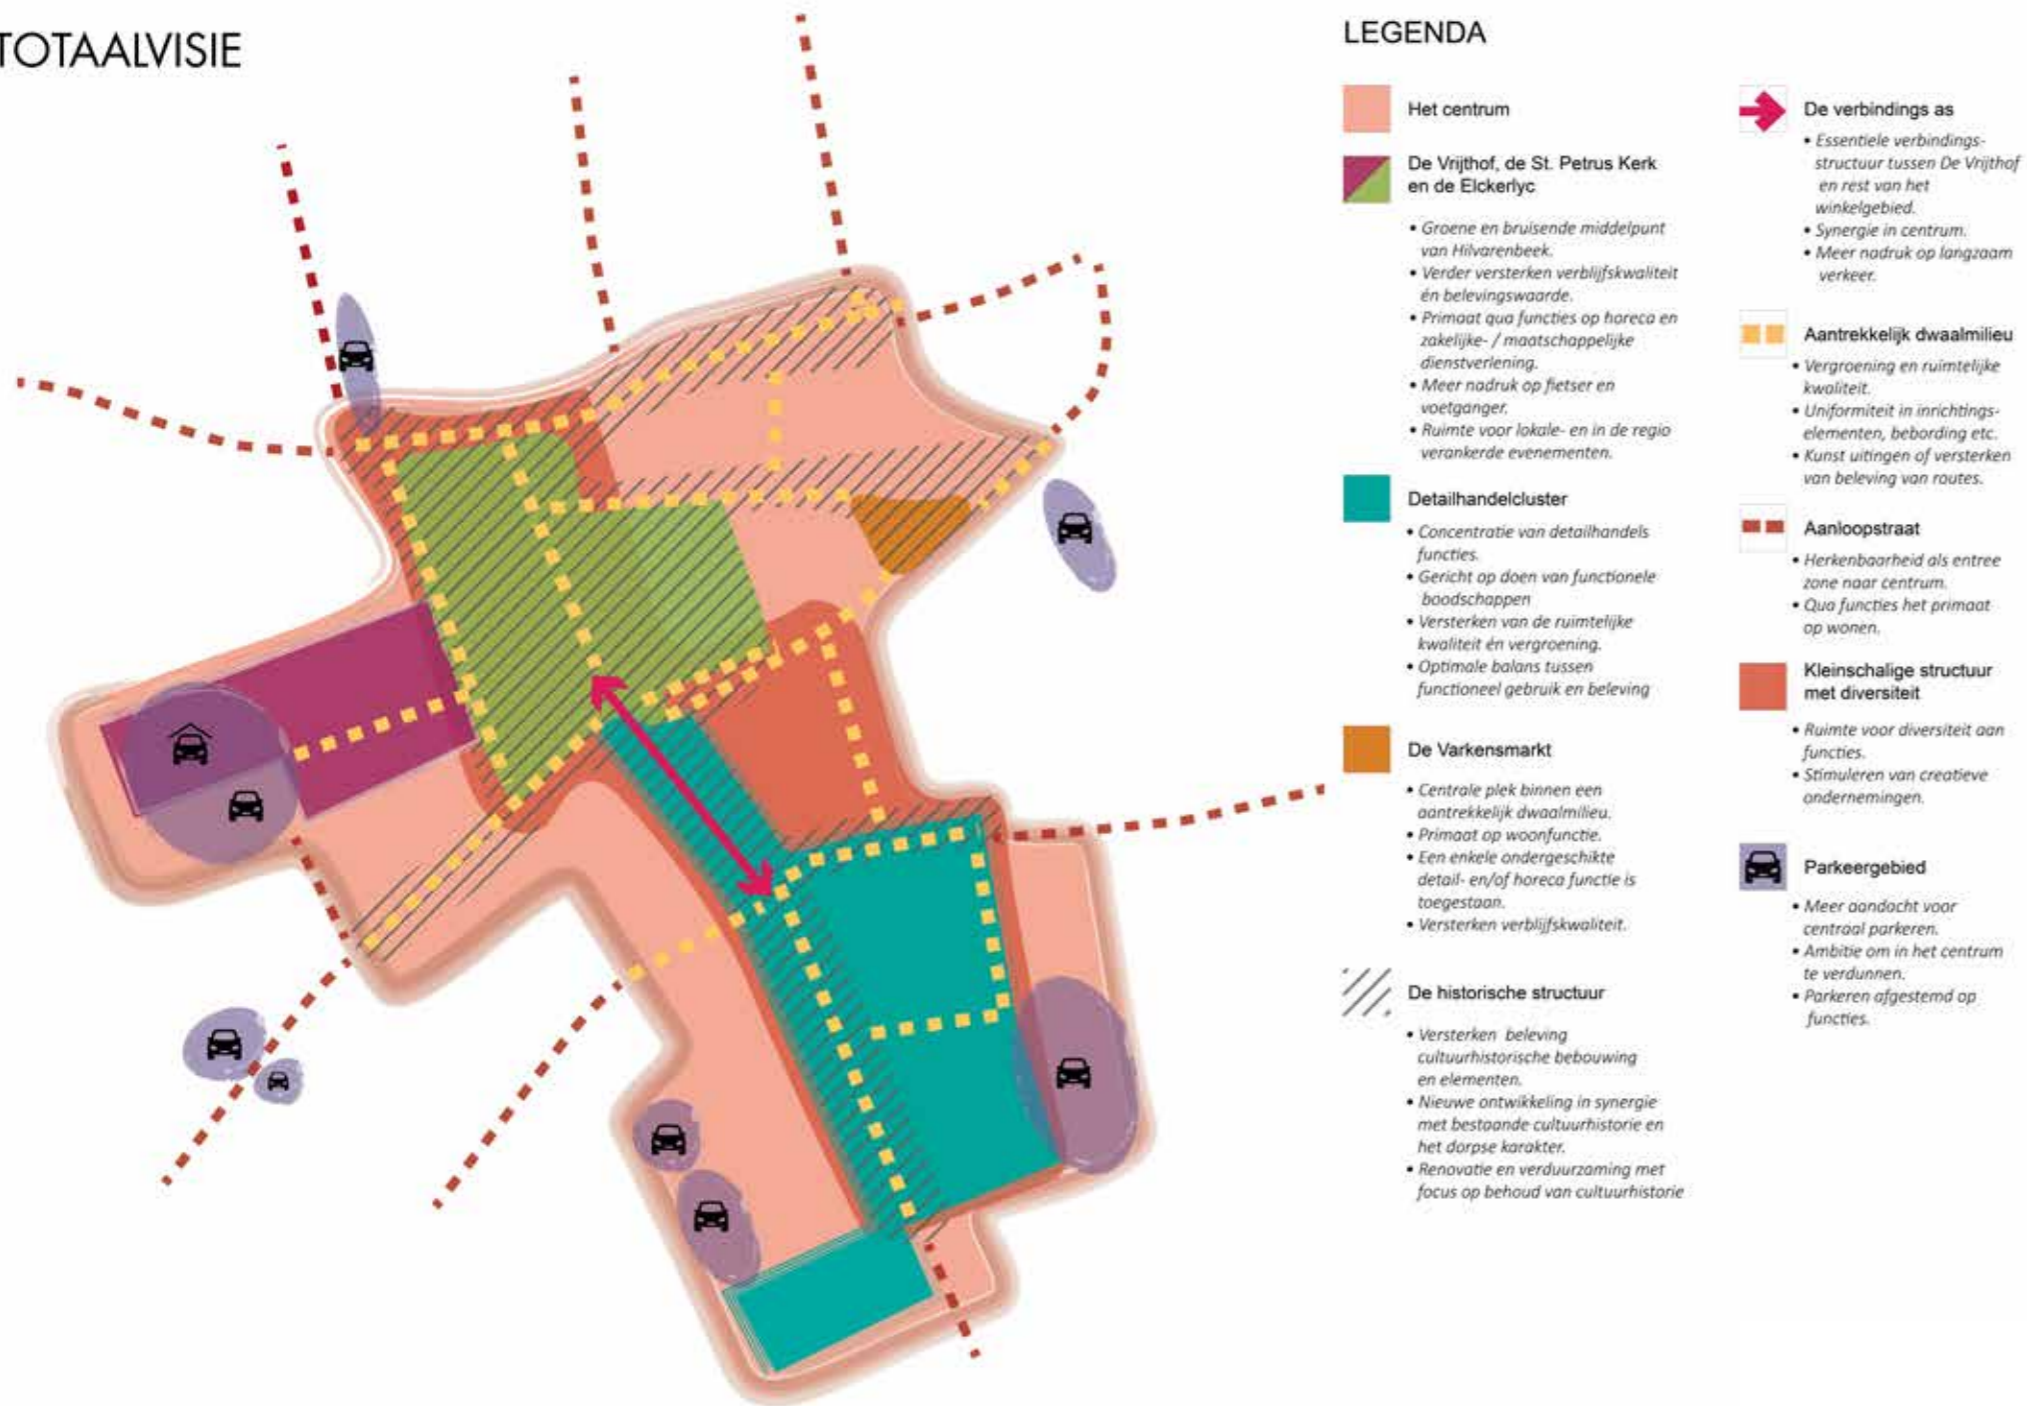 TOTAALVISIE
LEGENDA
Het centrum
De Vrijthof, de St. Petrus Kerk
en de Elckerlyc
• Groene en bruisende middelpunt
van Hilvarenbeek.
• Verder versterken verblijfskwaliteit
én belevingswaarde.
• Primaat qua functies op horeca en
zakelijke- / maatschappelijke
dienstverlening.
• Meer nadruk op fietser en
voetganger.
• Ruimte voor lokale- en in de regio
verankerde evenementen.
Detailhandelcluster
• Concentratie van detailhandels
functies.
• Gericht op doen van functionele
boodschappen
• Versterken van de ruimtelijke
kwaliteit én vergroening.
• Optimale balans tussen
functioneel gebruik en beleving
De Varkensmarkt
• Centrale plek binnen een
aantrekkelijk dwaalmilieu.
• Primaat op woonfunctie.
• Een enkele ondergeschikte
detail- en/of horeca functie is
toegestaan.
• Versterken verblijfskwaliteit.
De historische structuur
• Versterken beleving
cultuurhistorische bebouwing
en elementen.
• Nieuwe ontwikkeling in synergie
met bestaande cultuurhistorie en
het dorpse karakter.
• Renovatie en verduurzaming met
focus op behoud van cultuurhistorie
De verbindings as
• Essentiele verbindings-
structuur tussen De Vrijthof
en rest van het
winkelgebied.
• Synergie in centrum.
• Meer nadruk op langzaam
verkeer.
Aantrekkelijk dwaalmilieu
• Vergroening en ruimtelijke
kwaliteit.
• Uniformiteit in inrichtings-
elementen, bebording etc.
• Kunst uitingen of versterken
van beleving van routes.
Aanloopstraat
• Herkenbaarheid als entree
zone naar centrum.
• Qua functies het primaat
op wonen.
Kleinschalige structuur
met diversiteit
• Ruimte voor diversiteit aan
functies.
• Stimuleren van creatieve
ondernemingen.
Parkeergebied
• Meer aandacht voor
centraal parkeren.
• Ambitie om in het centrum
te verdunnen.
• Parkeren afgestemd op
functies.